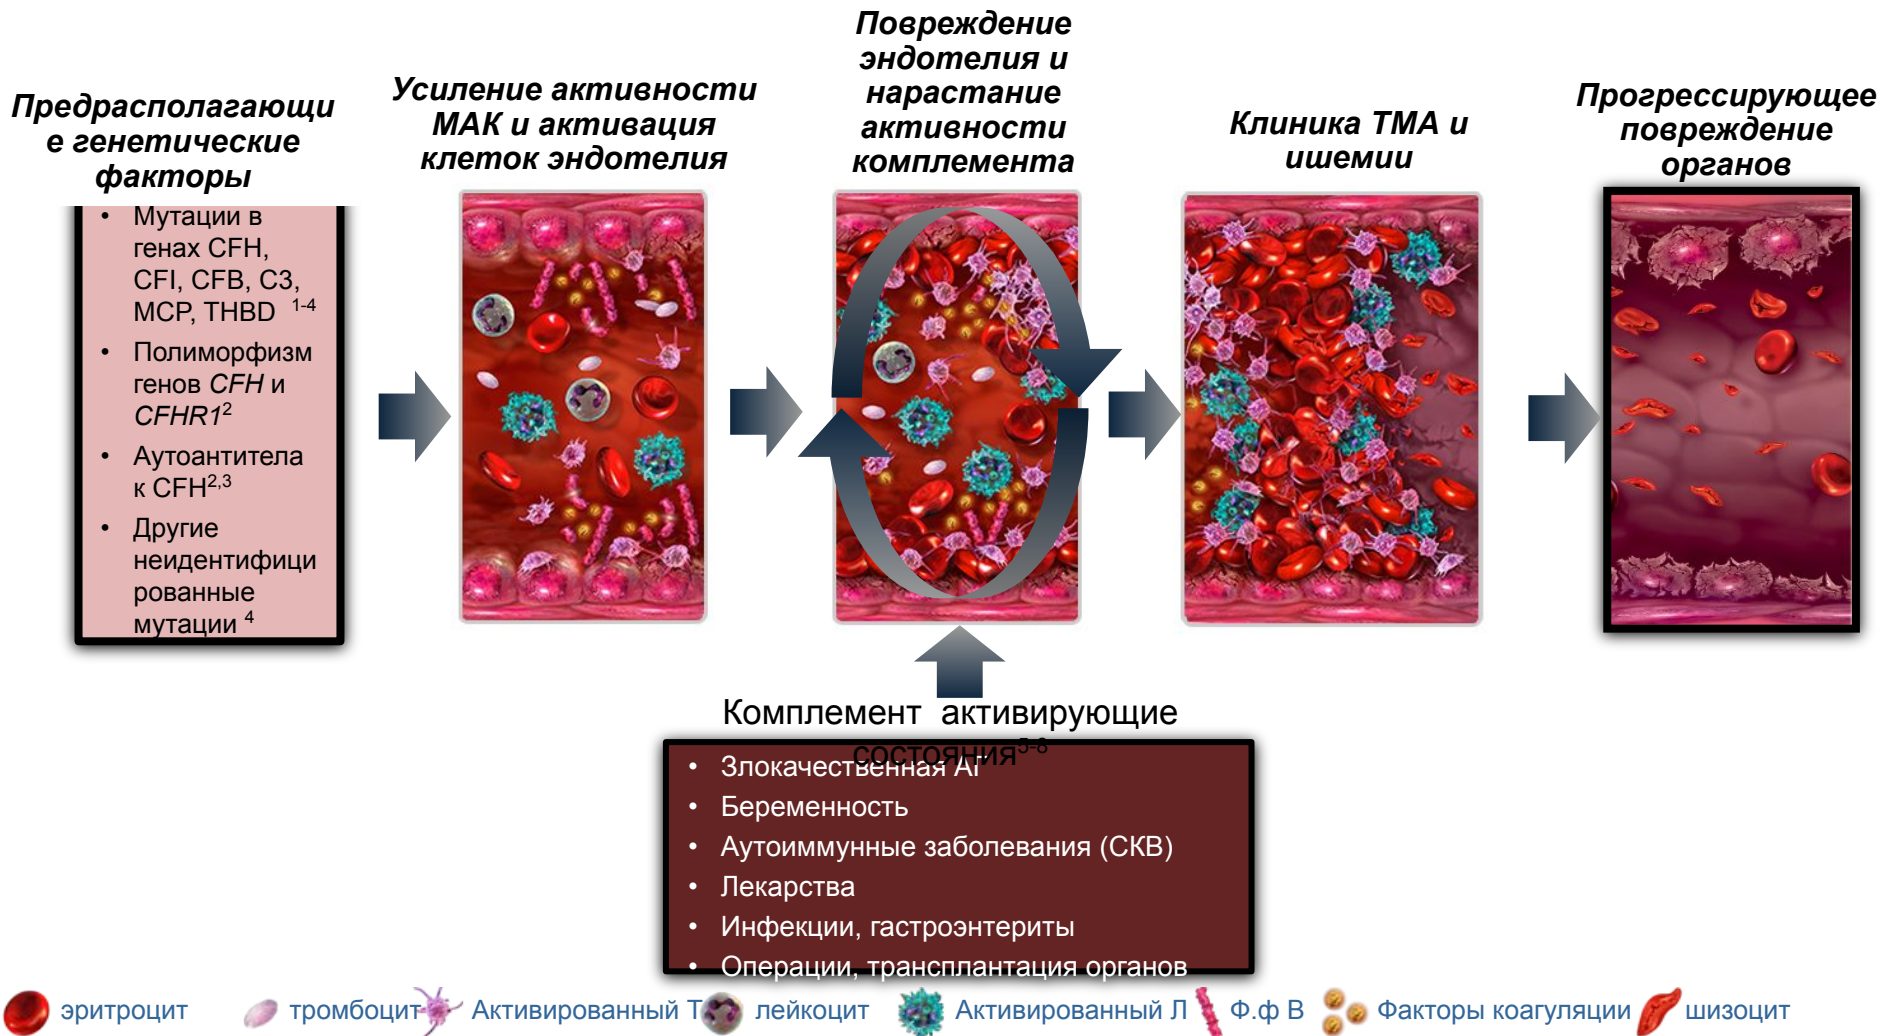 Предрасполагающи
е генетические
факторы
Усиление активности
МАК и активация
клеток эндотелия
Повреждение
эндотелия и
нарастание
активности
комплемента
Клиника ТМА и
ишемии
Прогрессирующее
повреждение
органов
• Мутации в
генах CFH,
CFI, CFB, C3,
MCP, THBD 1-4
• Полиморфизм
генов CFH и
CFHR12
• Аутоантитела
к CFH2,3
• Другие
неидентифици
рованные
мутации 4
Комплемент активирующие
состояния5-8
• Злокачественная АГ
• Беременность
• Аутоиммунные заболевания (СКВ)
• Лекарства
• Инфекции, гастроэнтериты
• Операции, трансплантация органов
эритроцит тромбоцит Активированный Т лейкоцит Активированный Л Ф.ф В Факторы коагуляции шизоцит